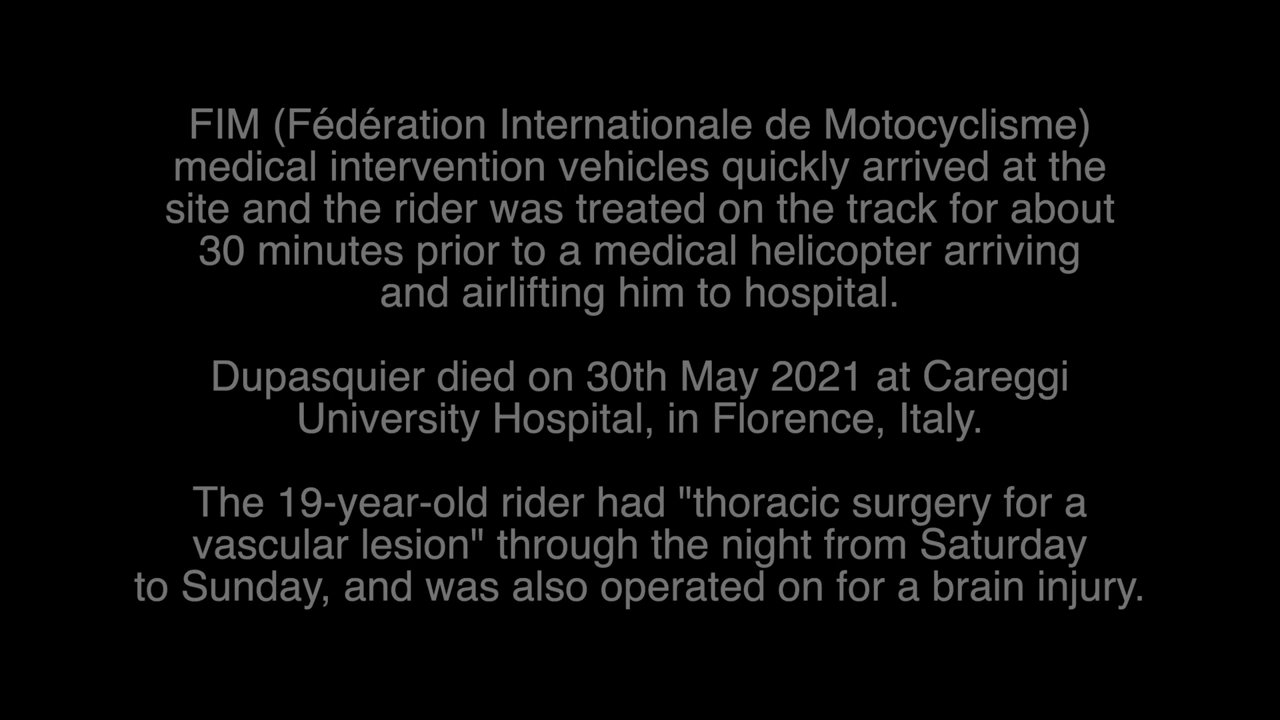 FIM (Fédération Internationale de Motocyclisme)
medical intervention vehicles quickly arrived at the
site and the rider was treated on the track for about
30 minutes prior to a medical helicopter arriving
and airlifting him to hospital.
Dupasquier died on 30th May 2021 at Careggi
University Hospital, in Florence, Italy.
The 19-year-old rider had "thoracic surgery for a
vascular lesion" through the night from Saturday
to Sunday, and was also operated on for a brain injury.